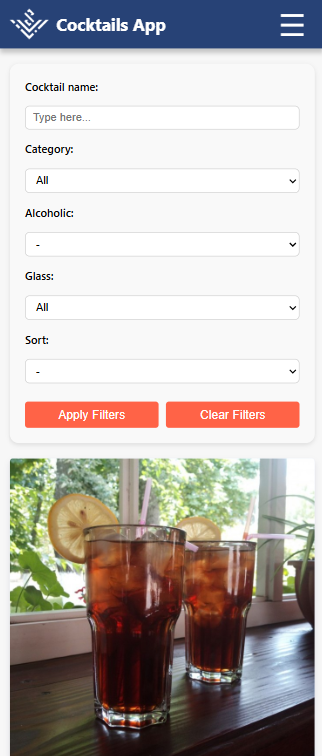 Cocktails App
Cocktail name:
Type here...
Category:
All
Alcoholic:
-
Glass:
All
Sort:
-
Apply Filters
Clear Filters